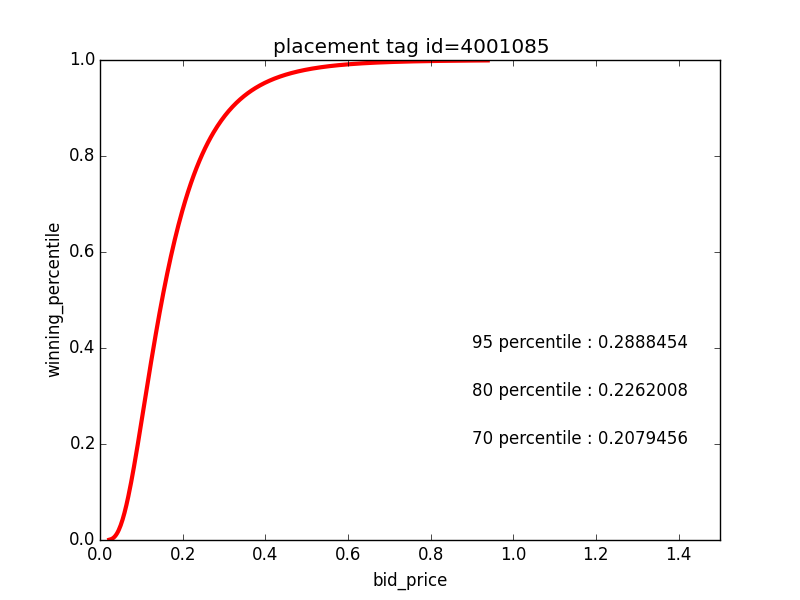 placement tag id=4001085
1.0
0.8
0.6
0.4
0.2
0.0
winning_percentile
95 percentile : 0.2888454
80 percentile : 0.2262008
70 percentile : 0.2079456
0.0 0.2 0.4 0.6 0.8 1.0 1.2 1.4
bid_price